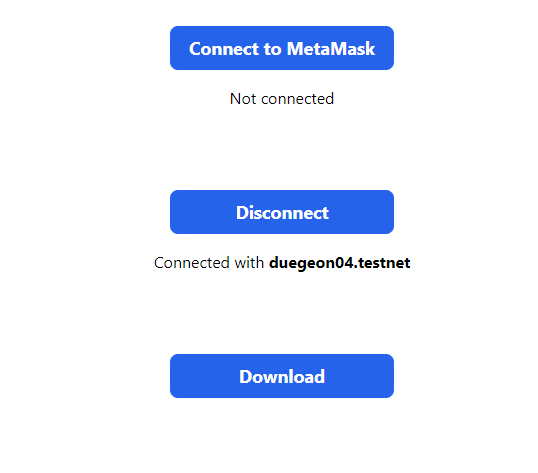 Connect to MetaMask
Not connected
Disconnect
Connected with duegeon04.testnet
Download